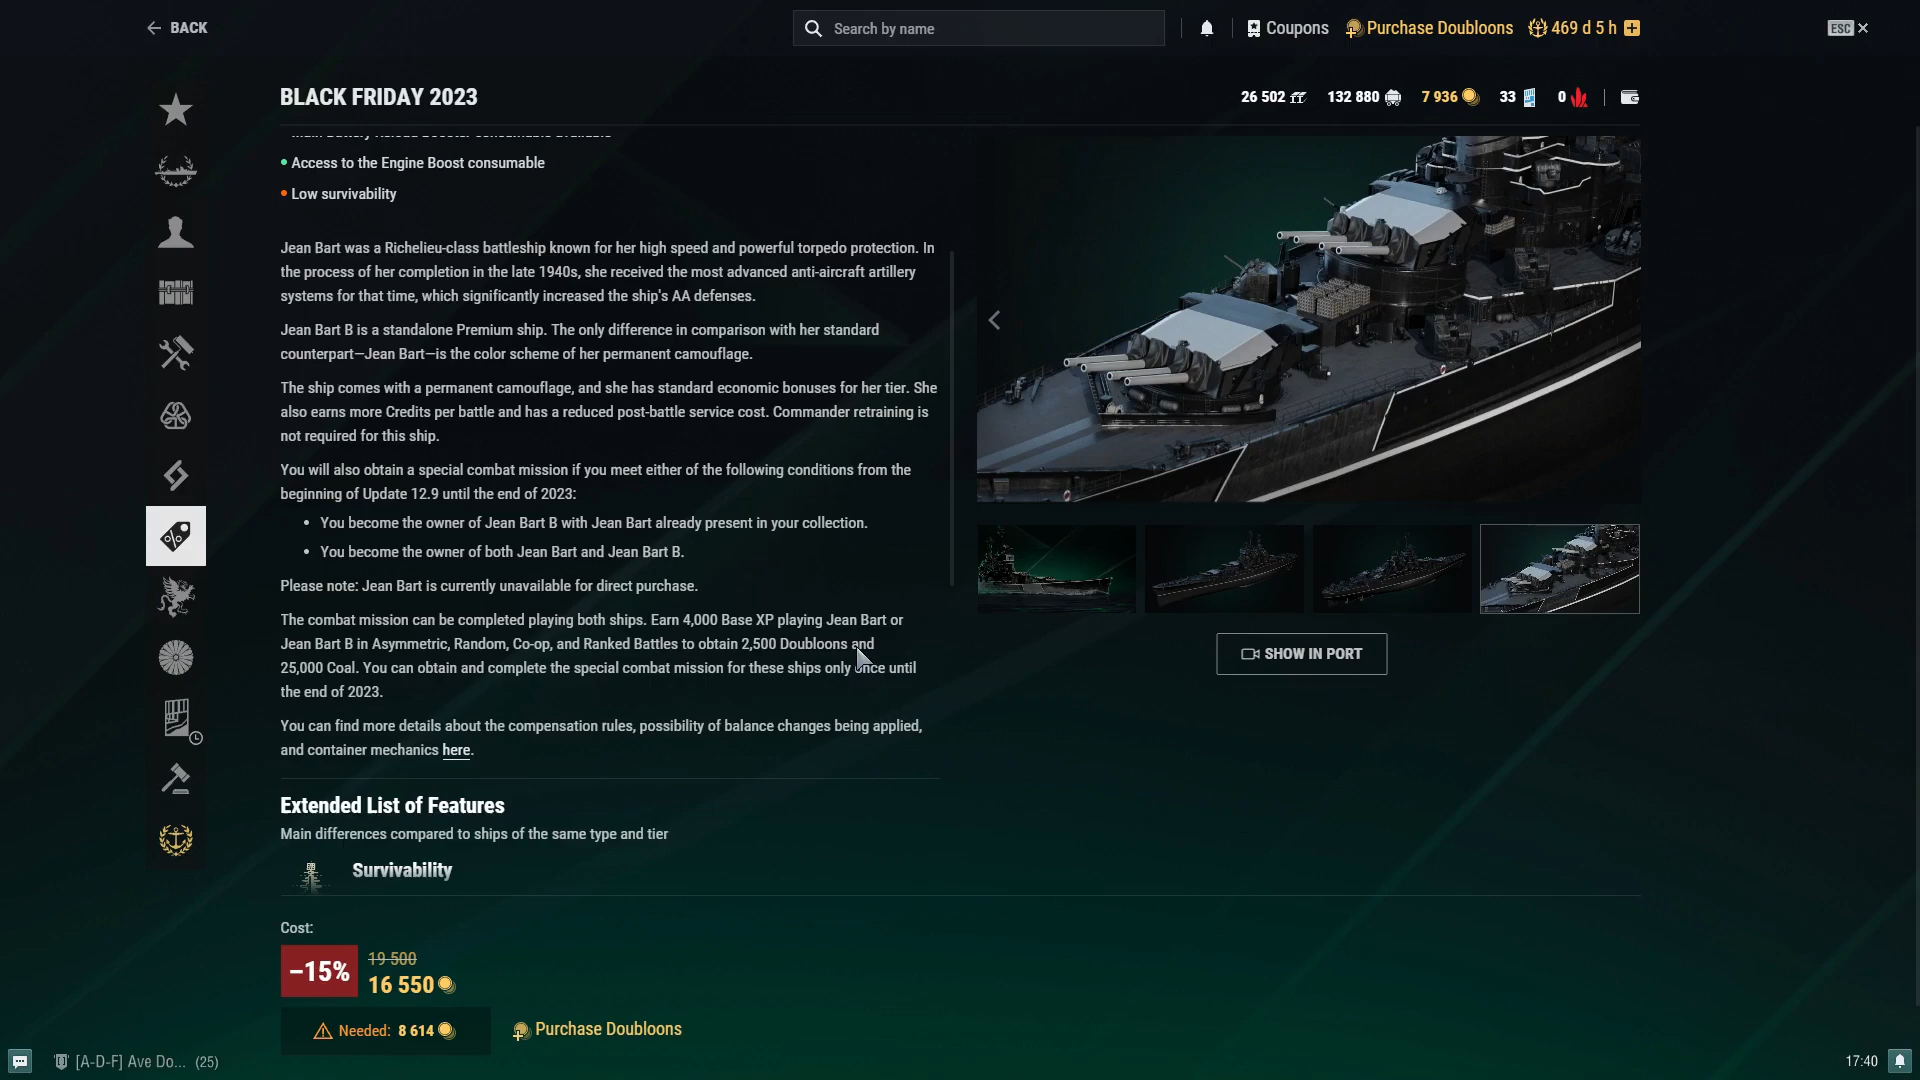 BACK
Search by name
Coupons
Purchase Doubloons
469 d 5 h
ESC
BLACK FRIDAY 2023
26 502
132 880
7 936
33
0
• Access to the Engine Boost consumable
• Low survivability
Jean Bart was a Richelieu-class battleship known for her high speed and powerful torpedo protection. In
the process of her completion in the late 1940s, she received the most advanced anti-aircraft artillery
systems for that time, which significantly increased the ship's AA defenses.
Jean Bart B is a standalone Premium ship. The only difference in comparison with her standard
counterpart—Jean Bart—is the color scheme of her permanent camouflage.
The ship comes with a permanent camouflage, and she has standard economic bonuses for her tier. She
also earns more Credits per battle and has a reduced post-battle service cost. Commander retraining is
not required for this ship.
You will also obtain a special combat mission if you meet either of the following conditions from the
beginning of Update 12.9 until the end of 2023:
• You become the owner of Jean Bart B with Jean Bart already present in your collection.
• You become the owner of both Jean Bart and Jean Bart B.
Please note: Jean Bart is currently unavailable for direct purchase.
The combat mission can be completed playing both ships. Earn 4,000 Base XP playing Jean Bart or
Jean Bart B in Asymmetric, Random, Co-op, and Ranked Battles to obtain 2,500 Doubloons and
25,000 Coal. You can obtain and complete the special combat mission for these ships only once until
the end of 2023.
You can find more details about the compensation rules, possibility of balance changes being applied,
and container mechanics here.
SHOW IN PORT
Extended List of Features
Main differences compared to ships of the same type and tier
Survivability
Cost:
-15%
19 500
16 550
Needed: 8 614
Purchase Doubloons
[A-D-F] Ave Do... (25)
17:40